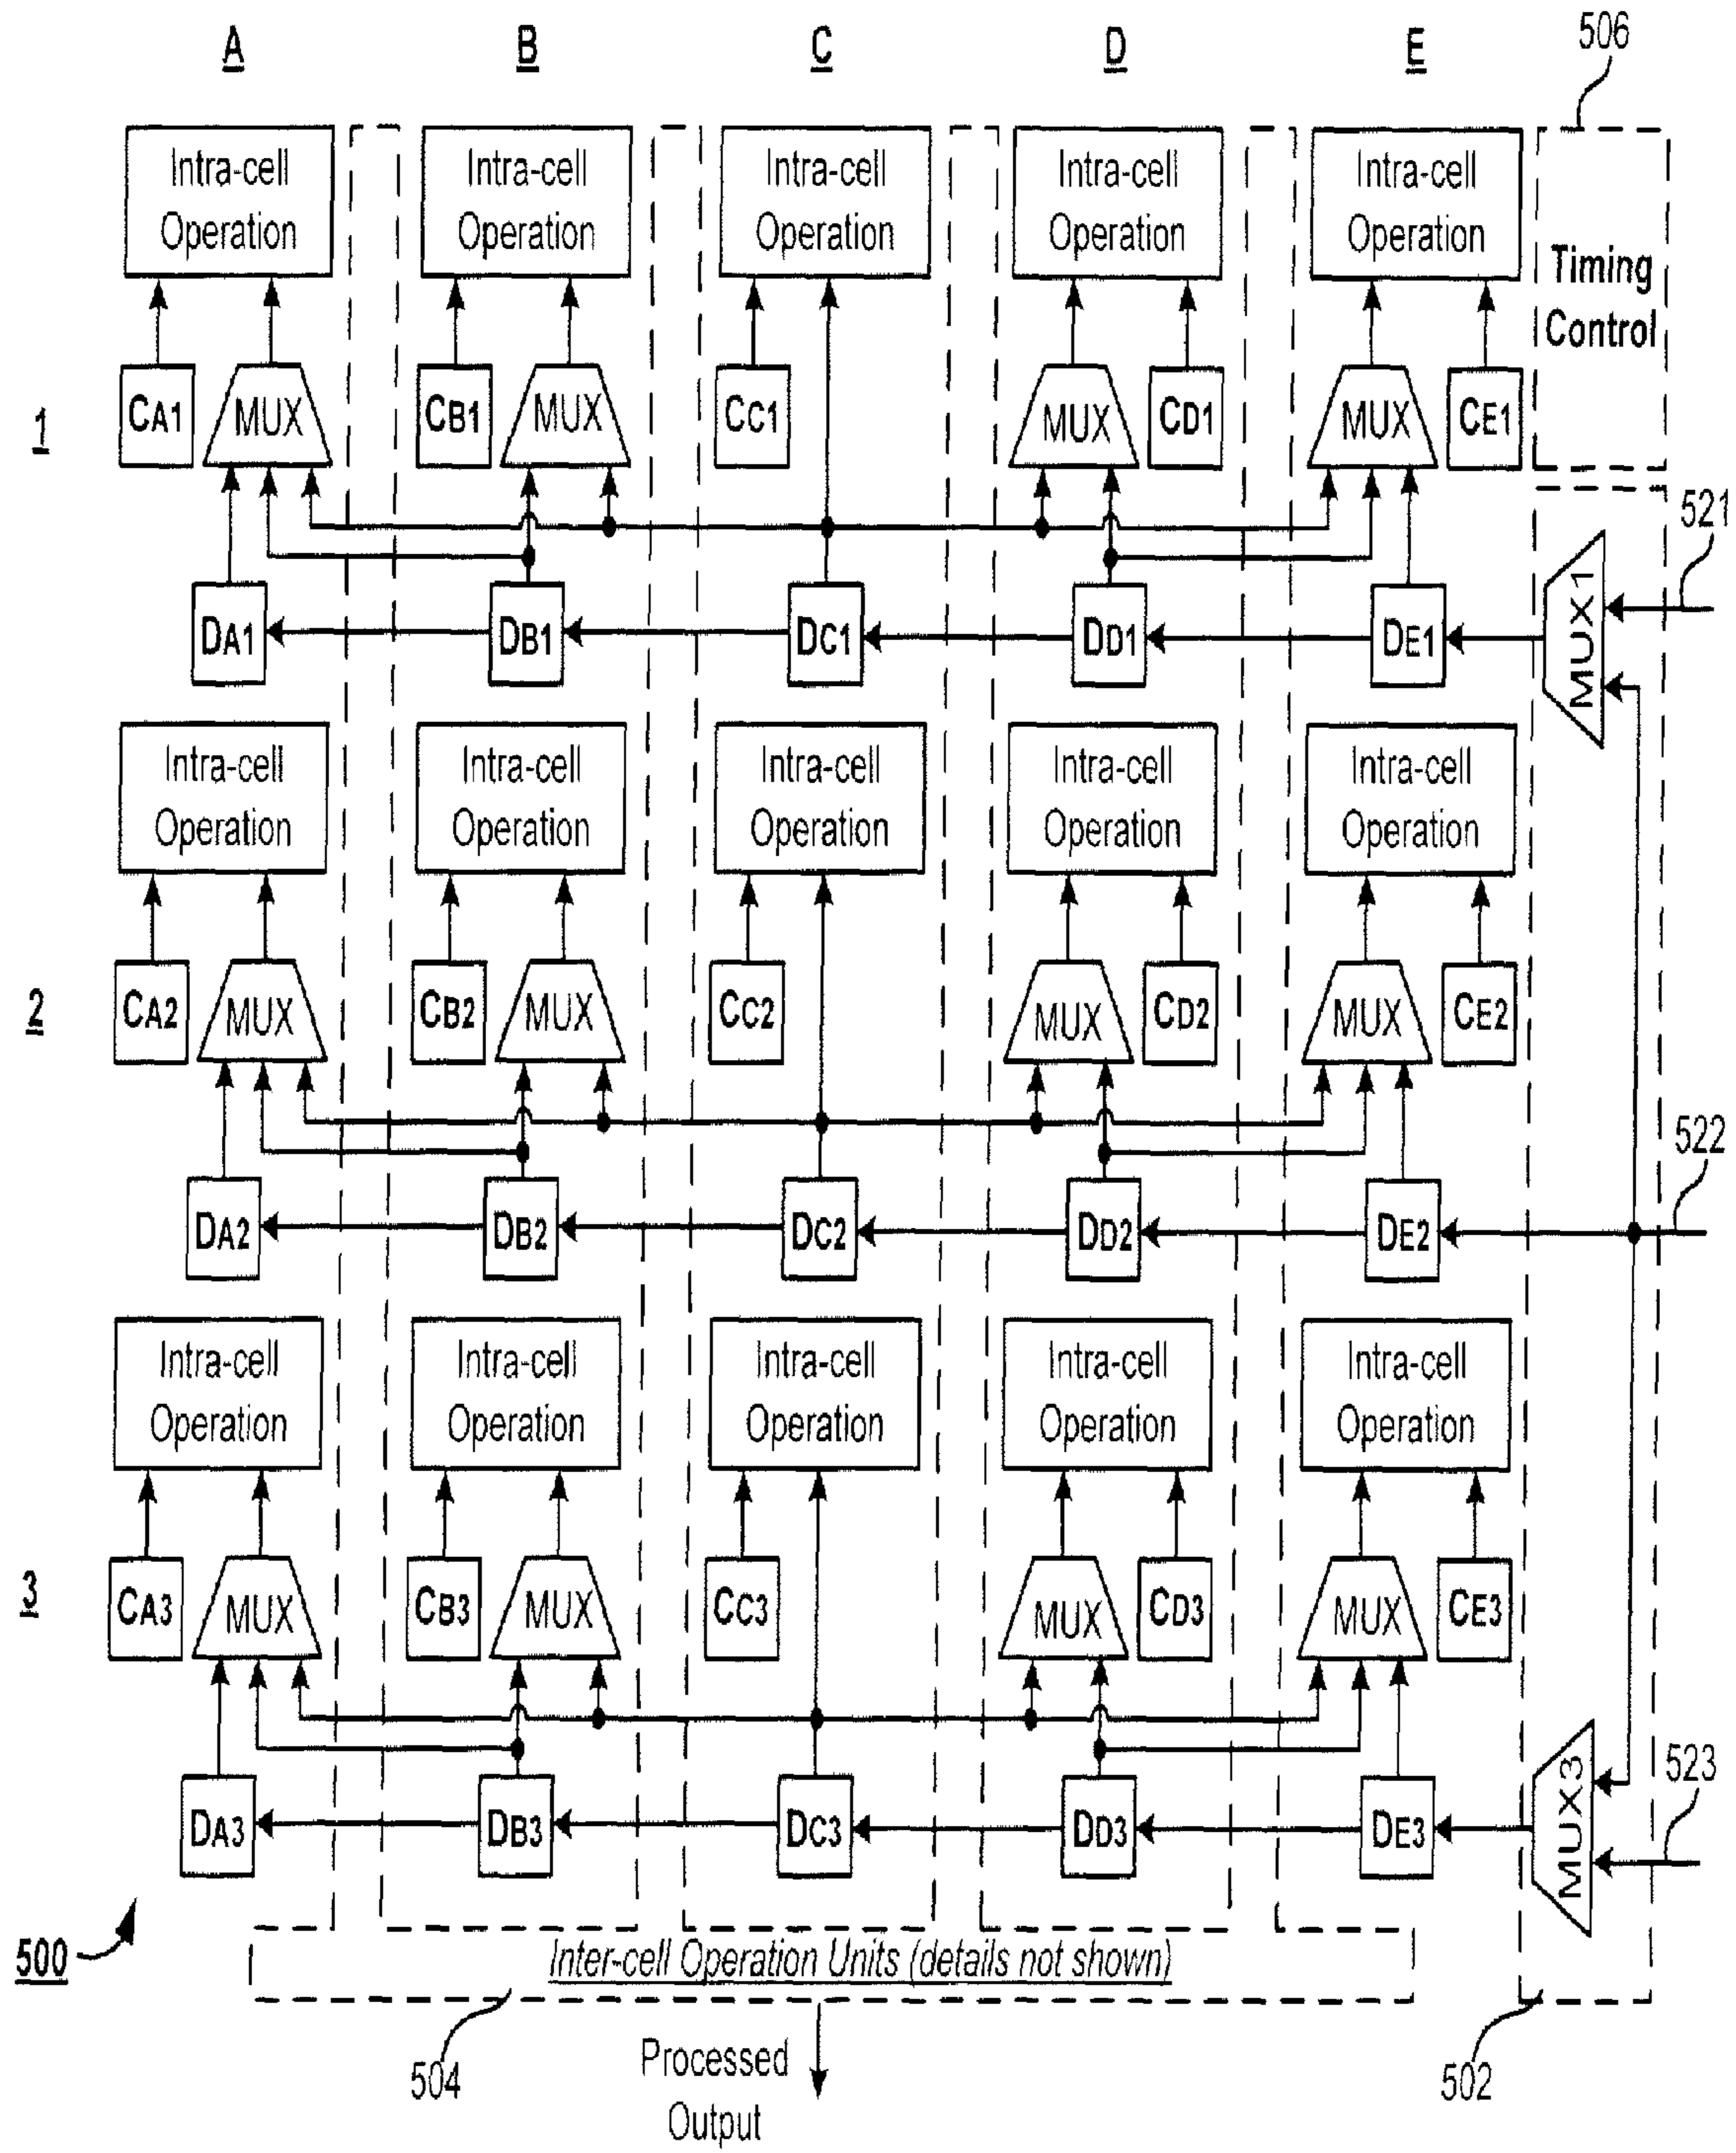 A B C D E 506
Intra-cell Intra-cell Intra-cell Intra-cell Intra-cell
Operation Operation Operation Operation Operation
Timing
Control
1 CA1 MUX CB1 MUX CC1 MUX CD1 MUX CE1
521
DA1 DB1 DC1 DD1 DE1 MUX1
Intra-cell Intra-cell Intra-cell Intra-cell Intra-cell
Operation Operation Operation Operation Operation
2 CA2 MUX CB2 MUX CC2 MUX CD2 MUX CE2
522
DA2 DB2 DC2 DD2 DE2
Intra-cell Intra-cell Intra-cell Intra-cell Intra-cell
Operation Operation Operation Operation Operation
3 CA3 MUX CB3 MUX CC3 MUX CD3 MUX CE3
523
DA3 DB3 DC3 DD3 DE3 MUX3
500
Inter-cell Operation Units (details not shown)
504
Processed
Output
502